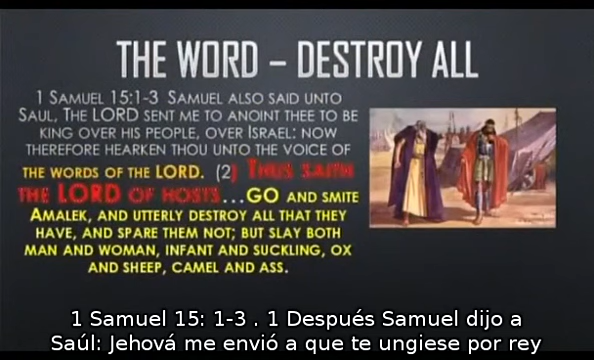 THE WORD – DESTROY ALL
1 SAMUEL 15:1-3 SAMUEL ALSO SAID UNTO
SAUL, THE LORD SENT ME TO ANOINT THEE TO BE
KING OVER HIS PEOPLE, OVER ISRAEL: NOW
THEREFORE HEARKEN THOU UNTO THE VOICE OF
THE WORDS OF THE LORD. (2) THUS SAITH
THE LORD OF HOSTS...GO AND SMITE
AMALEK, AND UTTERLY DESTROY ALL THAT THEY
HAVE, AND SPARE THEM NOT; BUT SLAY BOTH
MAN AND WOMAN, INFANT AND SUCKLING, OX
AND SHEEP, CAMEL AND ASS.
1 Samuel 15: 1-3 . 1 Después Samuel dijo a
Saúl: Jehová me envió a que te ungiese por rey